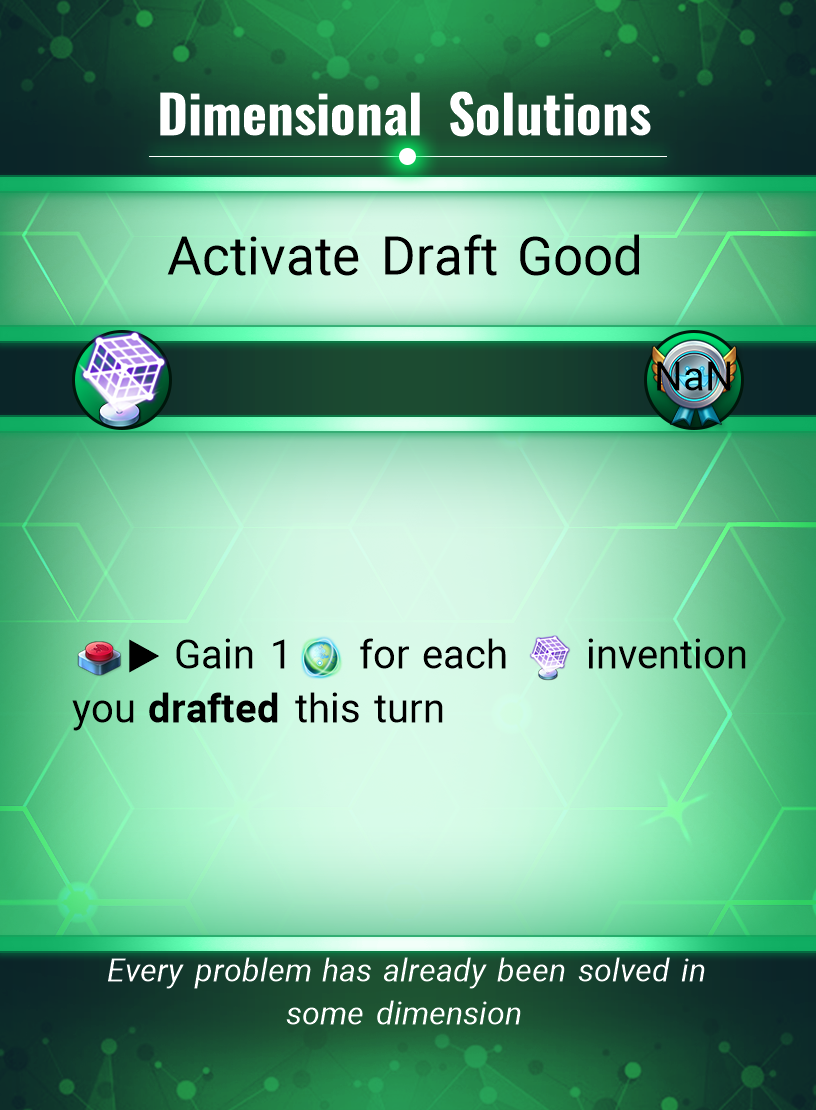 Dimensional Solutions
Activate Draft Good
NaN
▶ Gain 1 for each invention
you drafted this turn
Every problem has already been solved in
some dimension